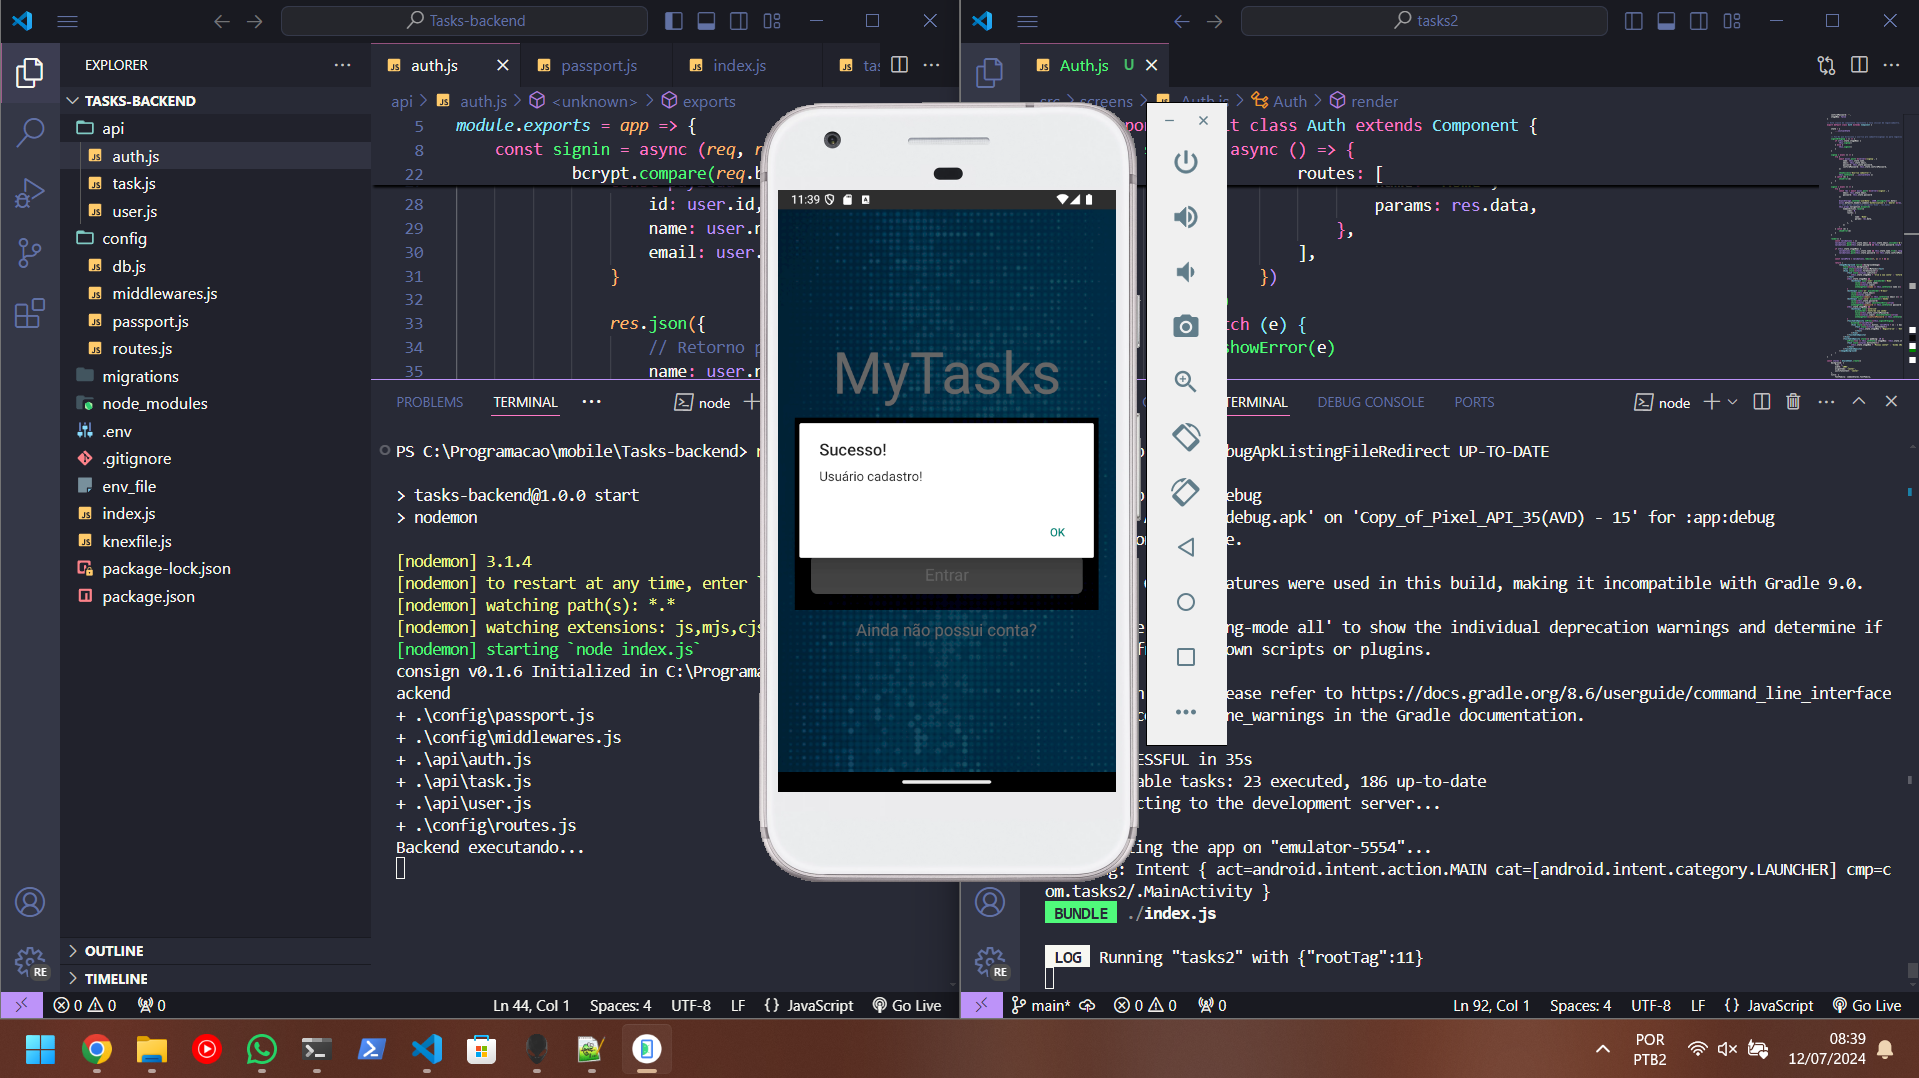 Tasks-backend
EXPLORER
TASKS-BACKEND
api
auth.js
task.js
user.js
config
db.js
middlewares.js
passport.js
routes.js
migrations
node_modules
.env
.gitignore
env_file
index.js
knexfile.js
package-lock.json
package.json
OUTLINE
TIMELINE
auth.js
passport.js
index.js
tas
api > auth.js > <unknown> > exports
5 module.exports = app => {
8 const signin = async (req, r
22 bcrypt.compare(req.b
28 id: user.id,
29 name: user.n
30 email: user.
31 }
32
33 res.json({
34 // Retorno p
35 name: user.n
PROBLEMS
TERMINAL
node
PS C:\Programacao\mobile\Tasks-backend>
> tasks-backend@1.0.0 start
> nodemon
[nodemon] 3.1.4
[nodemon] to restart at any time, enter `
[nodemon] watching path(s): *.*
[nodemon] watching extensions: js,mjs,cjs
[nodemon] starting `node index.js`
consign v0.1.6 Initialized in C:\Programa
ackend
+ .\config\passport.js
+ .\config\middlewares.js
+ .\api\auth.js
+ .\api\task.js
+ .\api\user.js
+ .\config\routes.js
Backend executando...
RE
0 0 0 Ln 44, Col 1 Spaces: 4 UTF-8 LF {} JavaScript Go Live
11:39
MyTasks
Sucesso!
Usuário cadastro!
OK
Entrar
Ainda não possui conta?
tasks2
Auth.js U
src > screens > Auth.js > Auth > render
class Auth extends Component {
async () => {
routes: [
params: res.data,
},
],
})
tch (e) {
showError(e)
TERMINAL
DEBUG CONSOLE
PORTS
node
bugApkListingFileRedirect UP-TO-DATE
ebug
debug.apk' on 'Copy_of_Pixel_API_35(AVD) - 15' for :app:debug
e.
atures were used in this build, making it incompatible with Gradle 9.0.
ng-mode all' to show the individual deprecation warnings and determine if
own scripts or plugins.
ease refer to https://docs.gradle.org/8.6/userguide/command_line_interface
ne_warnings in the Gradle documentation.
ESSFUL in 35s
able tasks: 23 executed, 186 up-to-date
cting to the development server...
ing the app on "emulator-5554"...
g: Intent { act=android.intent.action.MAIN cat=[android.intent.category.LAUNCHER] cmp=c
om.tasks2/.MainActivity }
BUNDLE ./index.js
LOG Running "tasks2" with {"rootTag":11}
RE
main* 0 0 0 Ln 92, Col 1 Spaces: 4 UTF-8 LF {} JavaScript Go Live
POR
PTB2
08:39
12/07/2024